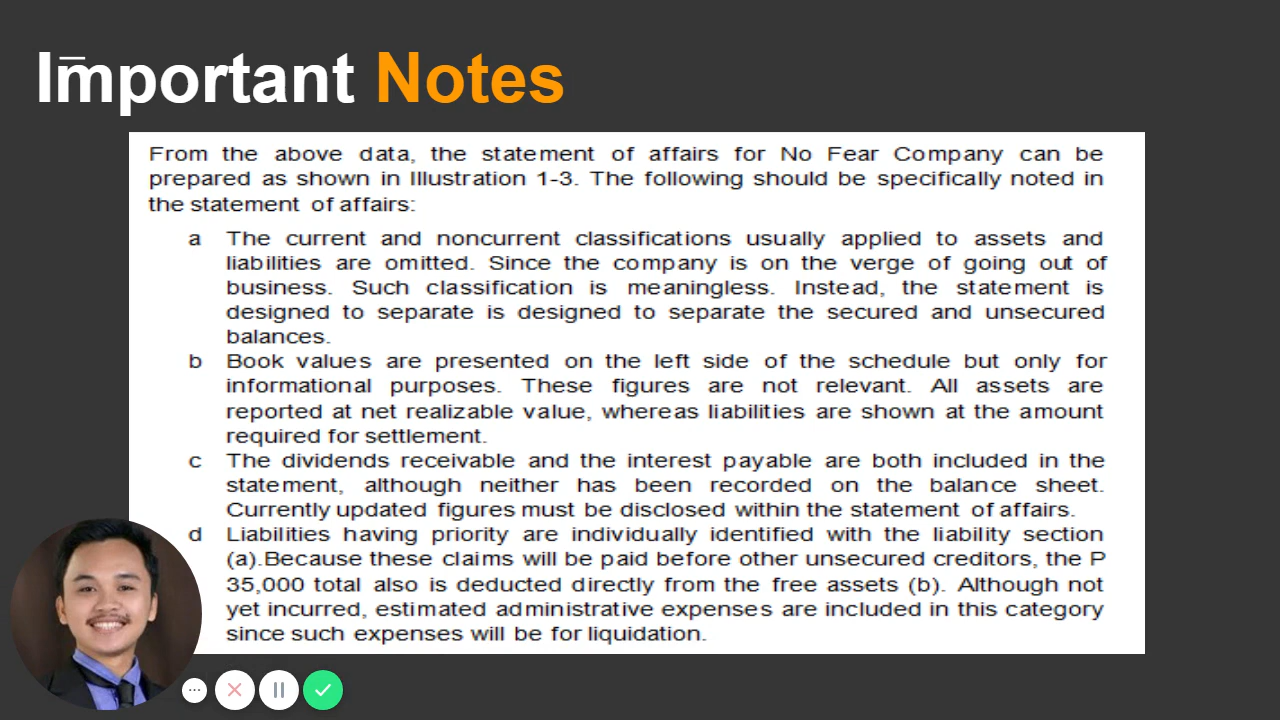 Important Notes
From the above data, the statement of affairs for No Fear Company can be
prepared as shown in Illustration 1-3. The following should be specifically noted in
the statement of affairs:
a The current and noncurrent classifications usually applied to assets and
liabilities are omitted. Since the company is on the verge of going out of
business. Such classification is meaningless. Instead, the statement is
designed to separate is designed to separate the secured and unsecured
balances.
b Book values are presented on the left side of the schedule but only for
informational purposes. These figures are not relevant. All assets are
reported at net realizable value, whereas liabilities are shown at the amount
required for settlement.
c The dividends receivable and the interest payable are both included in the
statement, although neither has been recorded on the balance sheet.
Currently updated figures must be disclosed within the statement of affairs.
d Liabilities having priority are individually identified with the liability section
(a).Because these claims will be paid before other unsecured creditors, the P
35,000 total also is deducted directly from the free assets (b). Although not
yet incurred, estimated administrative expenses are included in this category
since such expenses will be for liquidation.